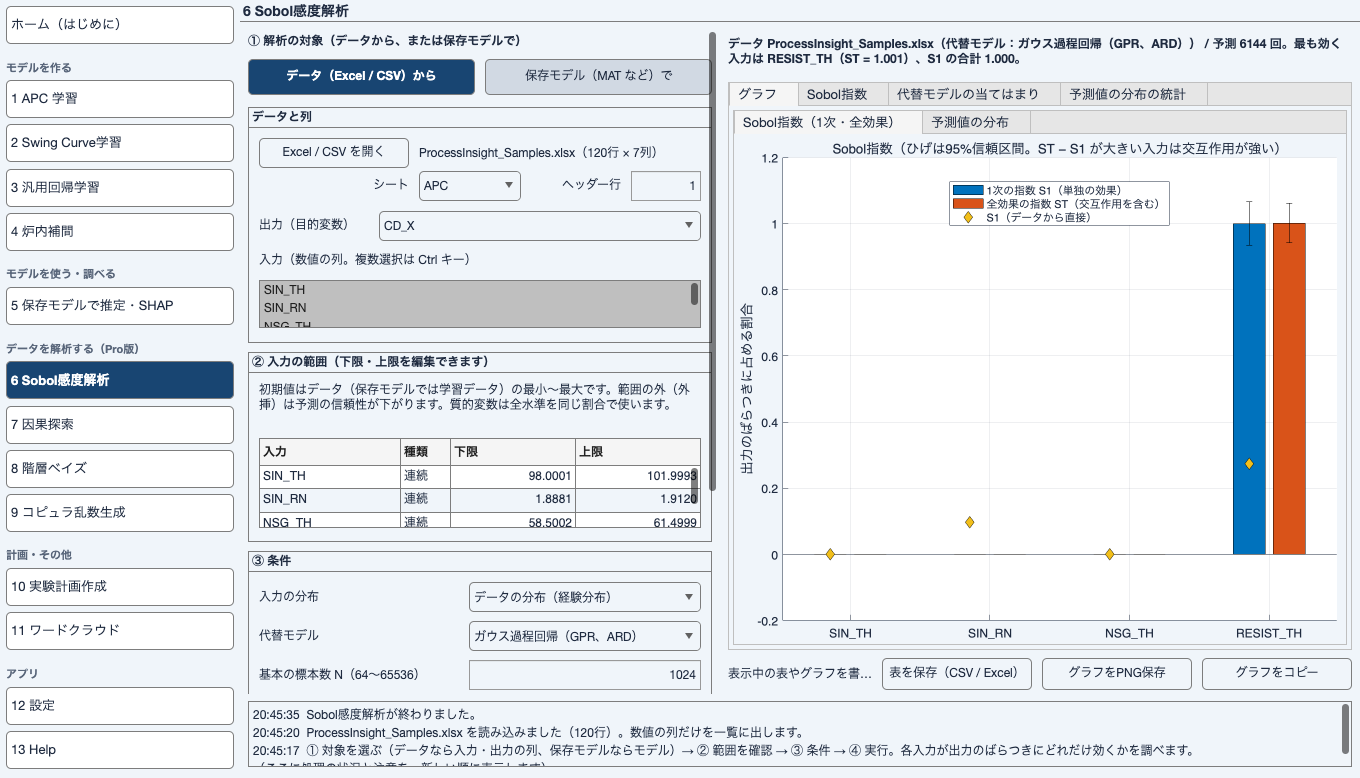 ホーム（はじめに）
モデルを作る
1 APC 学習
2 Swing Curve学習
3 汎用回帰学習
4 炉内補間
モデルを使う・調べる
5 保存モデルで推定・SHAP
データを解析する（Pro版）
6 Sobol感度解析
7 因果探索
8 階層ベイズ
9 コピュラ乱数生成
計画・その他
10 実験計画作成
11 ワードクラウド
アプリ
12 設定
13 Help
6 Sobol感度解析
① 解析の対象（データから、または保存モデルで）
データ（Excel / CSV）から
保存モデル（MAT など）で
データと列
Excel / CSV を開く
ProcessInsight_Samples.xlsx（120行 × 7列）
シート
APC
ヘッダー行
1
出力（目的変数）
CD_X
入力（数値の列。複数選択は Ctrl キー）
SIN_TH
SIN_RN
NSG_TH
② 入力の範囲（下限・上限を編集できます）
初期値はデータ（保存モデルでは学習データ）の最小～最大です。範囲の外（外
挿）は予測の信頼性が下がります。質的変数は全水準を同じ割合で使います。
入力 種類 下限 上限
SIN_TH 連続 98.0001 101.9993
SIN_RN 連続 1.8881 1.9120
NSG_TH 連続 58.5002 61.4999
③ 条件
入力の分布
データの分布（経験分布）
代替モデル
ガウス過程回帰（GPR、ARD）
基本の標本数 N（64～65536）
1024
データ ProcessInsight_Samples.xlsx（代替モデル：ガウス過程回帰（GPR、ARD）） / 予測 6144 回。最も効く
入力は RESIST_TH（ST = 1.001）、S1 の合計 1.000。
グラフ
Sobol指数
代替モデルの当てはまり
予測値の分布の統計
Sobol指数（1次・全効果）
予測値の分布
Sobol指数（ひげは95%信頼区間。ST − S1 が大きい入力は交互作用が強い）
1次の指数 S1（単独の効果）
全効果の指数 ST（交互作用を含む）
S1（データから直接）
出力のばらつきに占める割合
1.2
1
0.8
0.6
0.4
0.2
0
-0.2
SIN_TH
SIN_RN
NSG_TH
RESIST_TH
表示中の表やグラフを書...
表を保存（CSV / Excel）
グラフをPNG保存
グラフをコピー
20:45:35 Sobol感度解析が終わりました。
20:45:20 ProcessInsight_Samples.xlsx を読み込みました（120行）。数値の列だけを一覧に出します。
20:45:17 ① 対象を選ぶ（データなら入力・出力の列、保存モデルならモデル）→ ② 範囲を確認 → ③ 条件 → ④ 実行。各入力が出力のばらつきにどれだけ効くかを調べます。
（ここに処理の状況と注意を、新しい順に表示します）